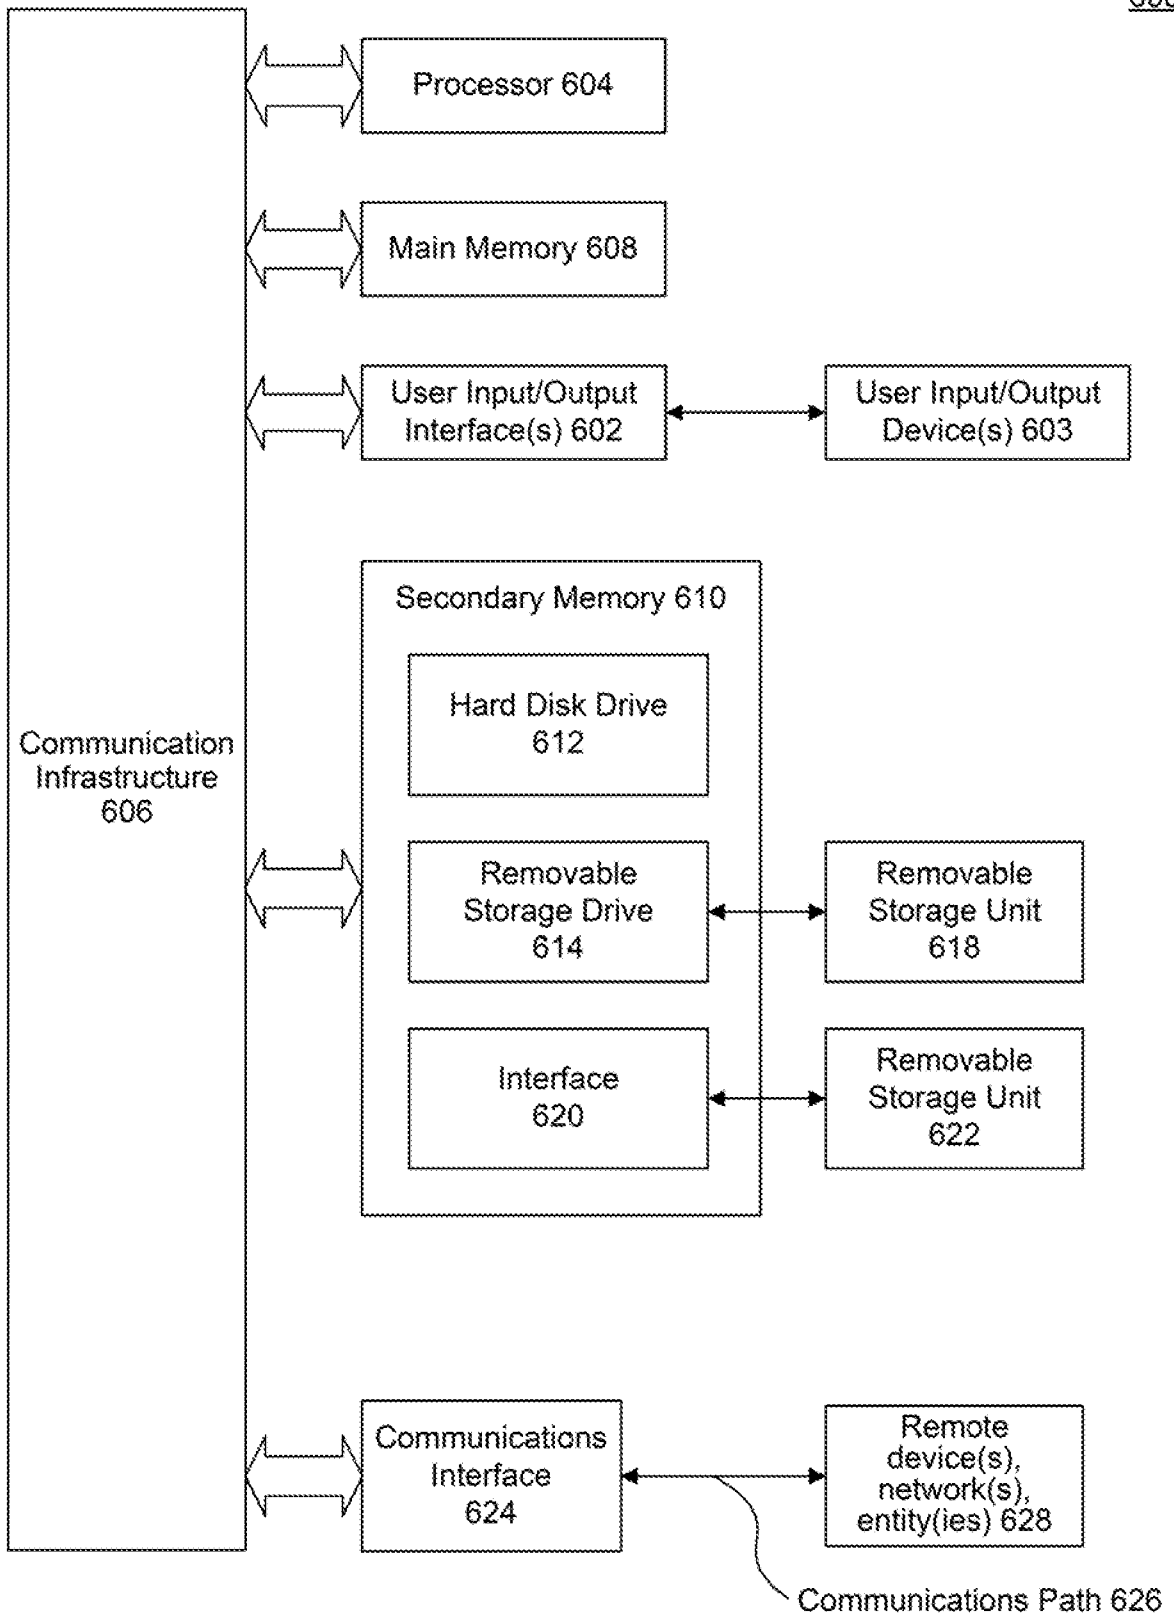 Processor 604
Main Memory 608
User Input/Output
Interface(s) 602
User Input/Output
Device(s) 603
Secondary Memory 610
Hard Disk Drive
612
Communication
Infrastructure
606
Removable
Storage Drive
614
Removable
Storage Unit
618
Interface
620
Removable
Storage Unit
622
Communications
Interface
624
Remote
device(s),
network(s),
entity(ies) 628
Communications Path 626